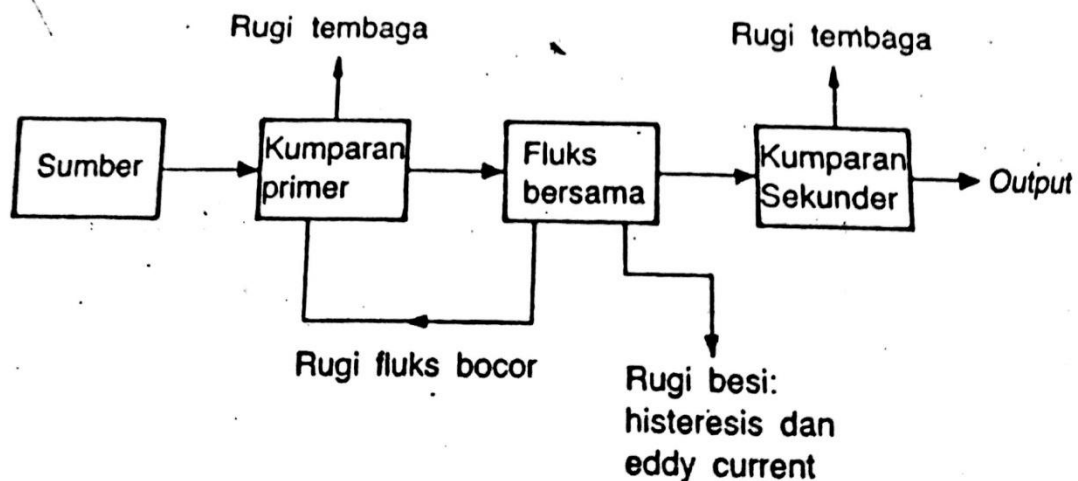 Rugi tembaga
Rugi tembaga
Sumber
Kumparan
primer
Fluks
bersama
Kumparan
Sekunder
Output
Rugi fluks bocor
Rugi besi:
histeresis dan
eddy current